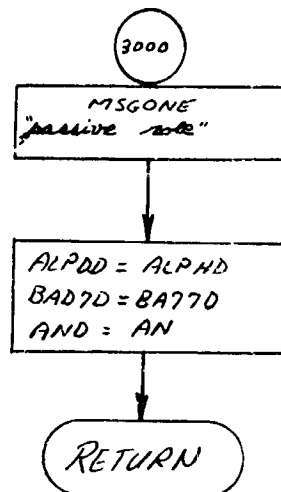 3000
MSGONE
"passive role"
ALPDD = ALPHD
BAD7D = BA77D
AND = AN
RETURN